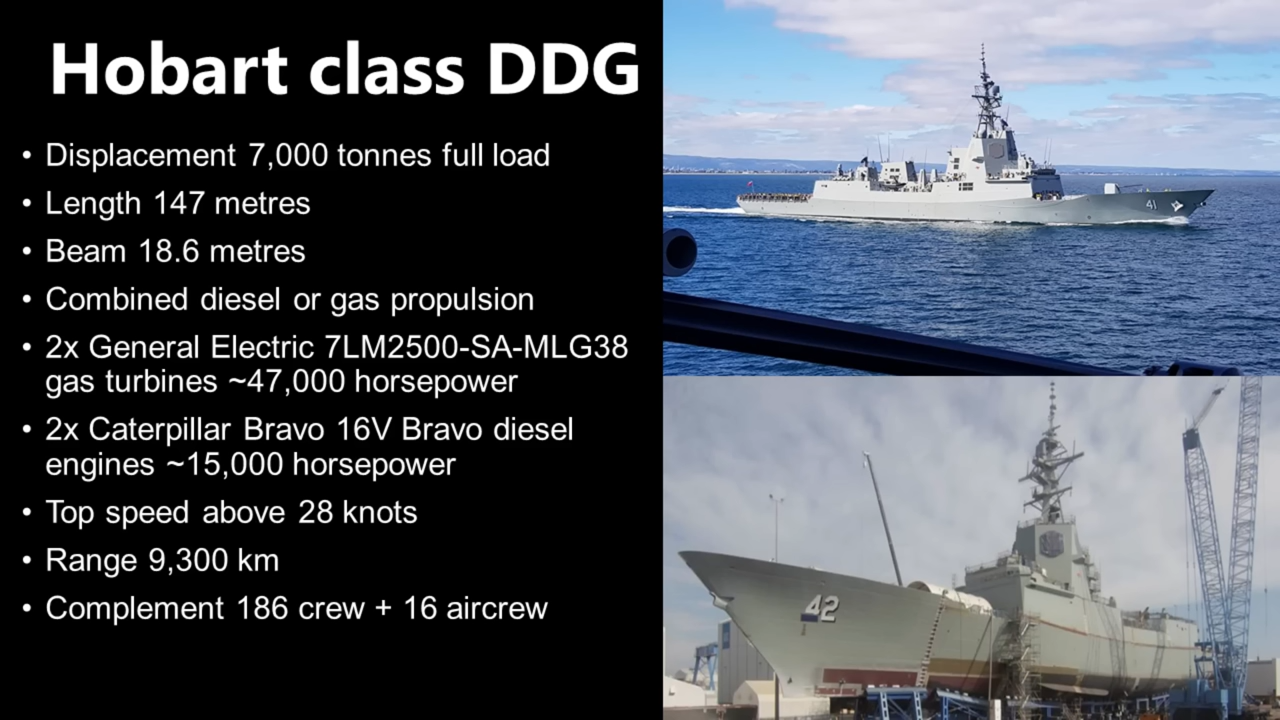 Hobart class DDG
• Displacement 7,000 tonnes full load
• Length 147 metres
• Beam 18.6 metres
• Combined diesel or gas propulsion
• 2x General Electric 7LM2500-SA-MLG38
gas turbines ~47,000 horsepower
• 2x Caterpillar Bravo 16V Bravo diesel
engines ~15,000 horsepower
• Top speed above 28 knots
• Range 9,300 km
• Complement 186 crew + 16 aircrew
41
42